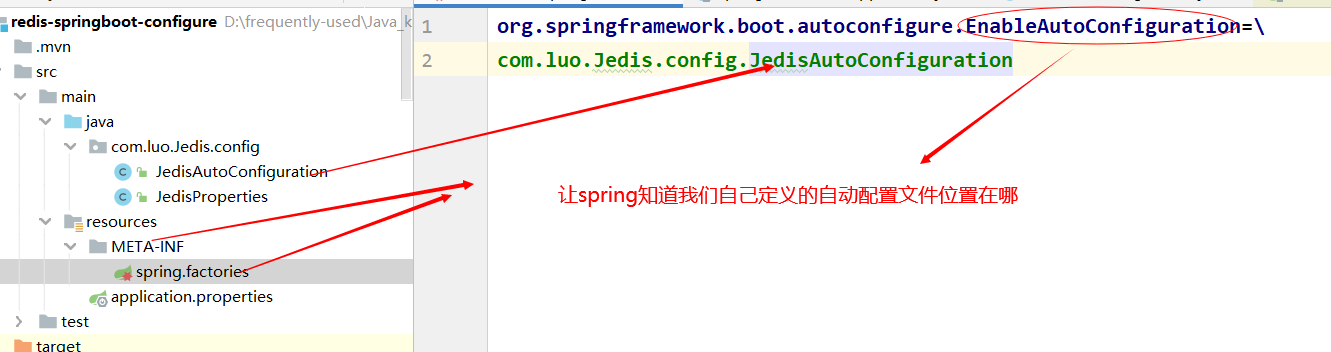 redis-springboot-configure D:\frequently-used\Java_k
.mvn
src
main
java
com.luo.Jedis.config
JedisAutoConfiguration
JedisProperties
resources
META-INF
spring.factories
application.properties
test
target
1 org.springframework.boot.autoconfigure.EnableAutoConfiguration=\
2 com.luo.Jedis.config.JedisAutoConfiguration
让spring知道我们自己定义的自动配置文件位置在哪